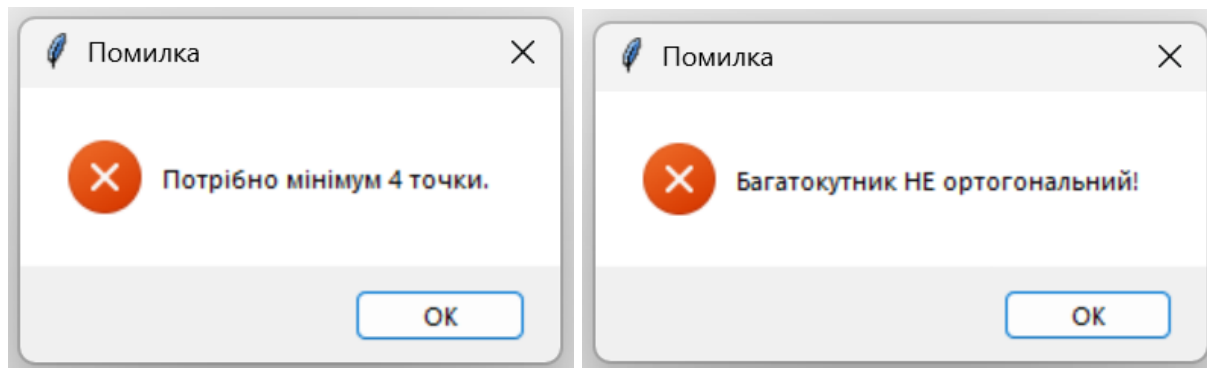 Помилка
Потрібно мінімум 4 точки.
OK
Помилка
Багатокутник НЕ ортогональний!
OK